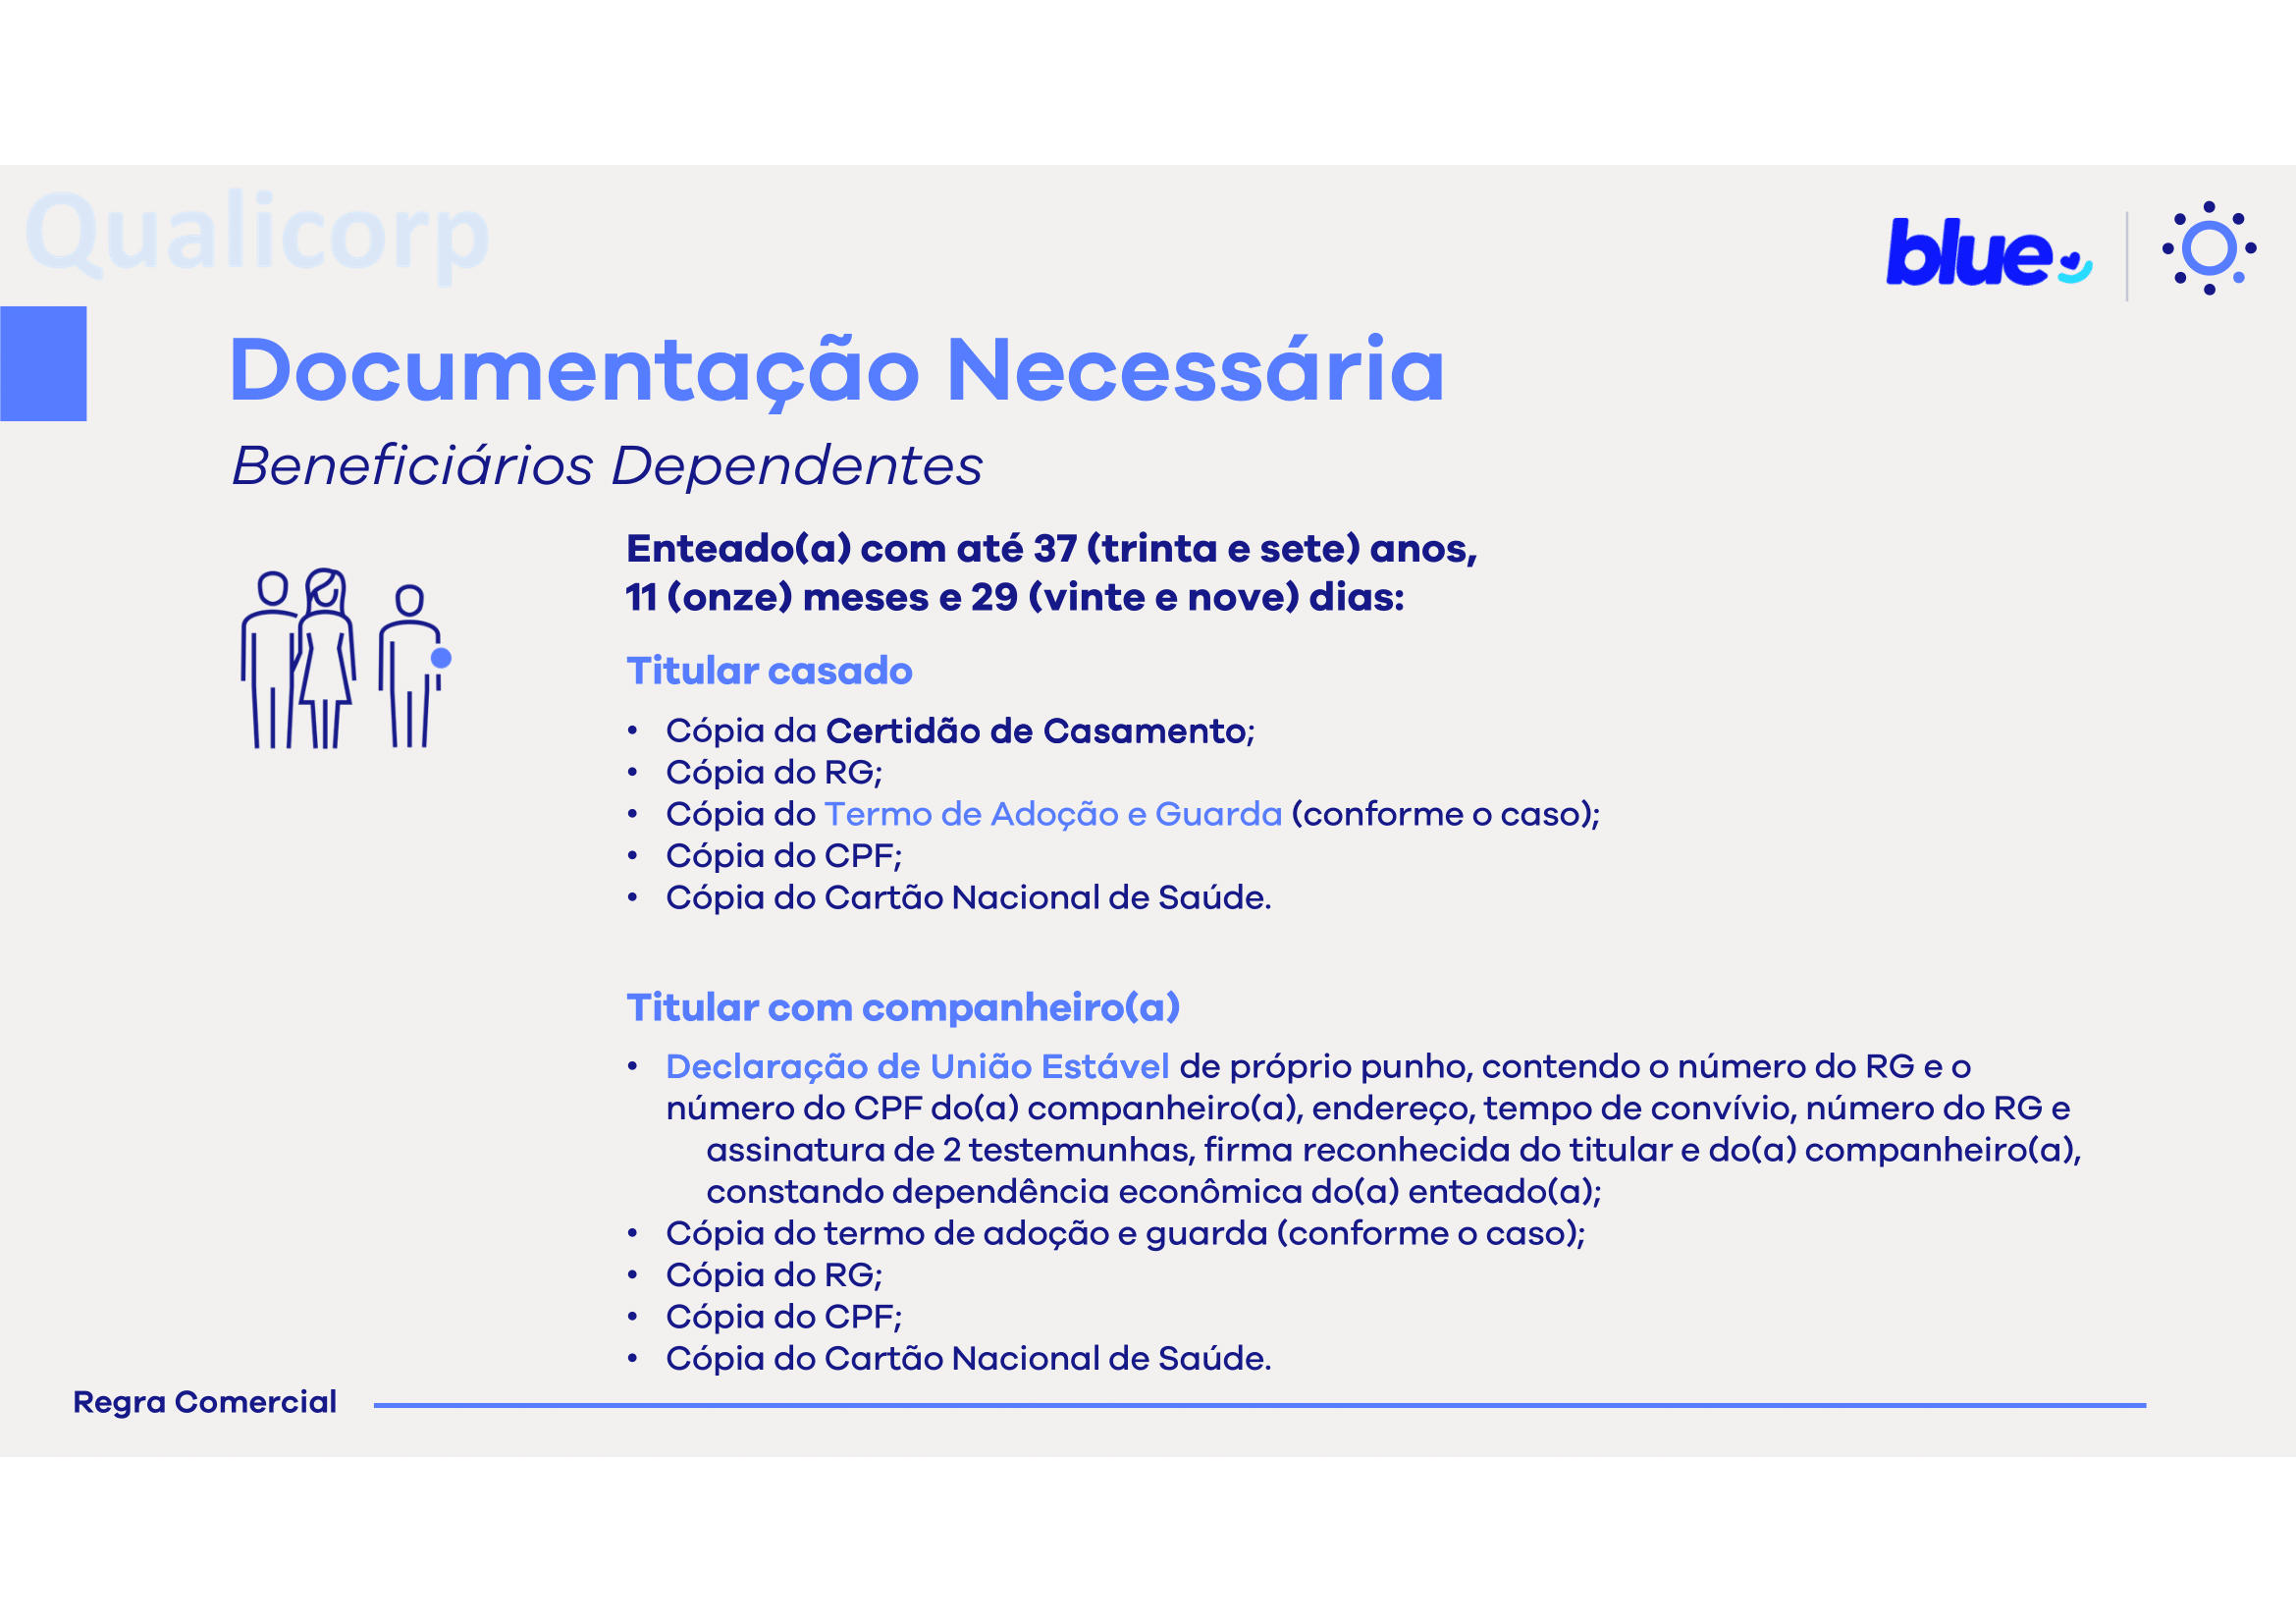 Qualicorp
blue
Documentação Necessária
Beneficiários Dependentes
Enteado(a) com até 37 (trinta e sete) anos,
11 (onze) meses e 29 (vinte e nove) dias:
Titular casado
• Cópia da Certidão de Casamento;
• Cópia do RG;
• Cópia do Termo de Adoção e Guarda (conforme o caso);
• Cópia do CPF;
• Cópia do Cartão Nacional de Saúde.
Titular com companheiro(a)
• Declaração de União Estável de próprio punho, contendo o número do RG e o
número do CPF do(a) companheiro(a), endereço, tempo de convívio, número do RG e
assinatura de 2 testemunhas, firma reconhecida do titular e do(a) companheiro(a),
constando dependência econômica do(a) enteado(a);
• Cópia do termo de adoção e guarda (conforme o caso);
• Cópia do RG;
• Cópia do CPF;
• Cópia do Cartão Nacional de Saúde.
Regra Comercial